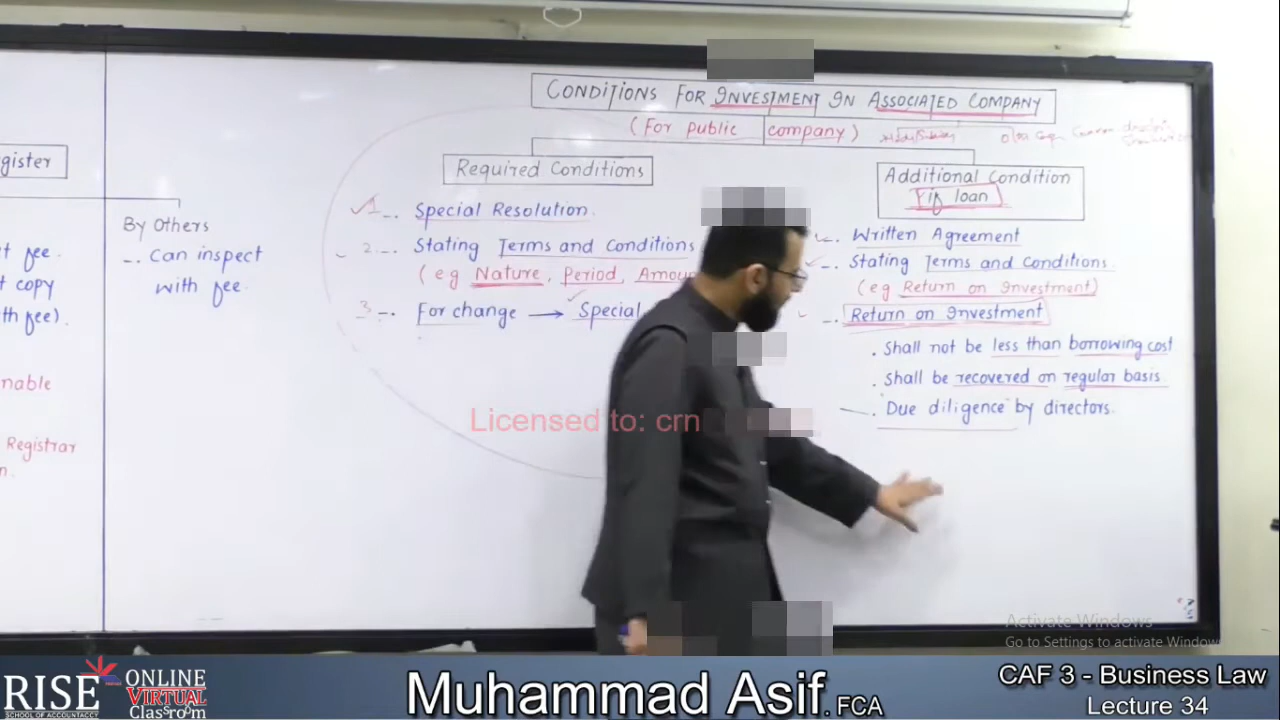 CONDITIONS FOR INVESTMENT IN ASSOCIATED COMPANY
(For public company)
gister
Required Conditions
Additional Condition
if loan
By Others
-. Can inspect
with fee.
t fee.
t copy
th fee).
nable
Registrar
n.
1 -. Special Resolution.
2 -. Stating Terms and Conditions
(eg Nature, Period, Amou
3 -. For change → Special
-. Written Agreement
-. Stating Terms and Conditions.
(eg Return on Investment)
-. Return on Investment
. Shall not be less than borrowing cost
. Shall be recovered on regular basis.
. Due diligence by directors.
Licensed to: crn
Activate Windows
Go to Settings to activate Window
RISE
SCHOOL OF ACCOUNTANCY
ONLINE
VIRTUAL
Classroom
Muhammad Asif. FCA
CAF 3 - Business Law
Lecture 34